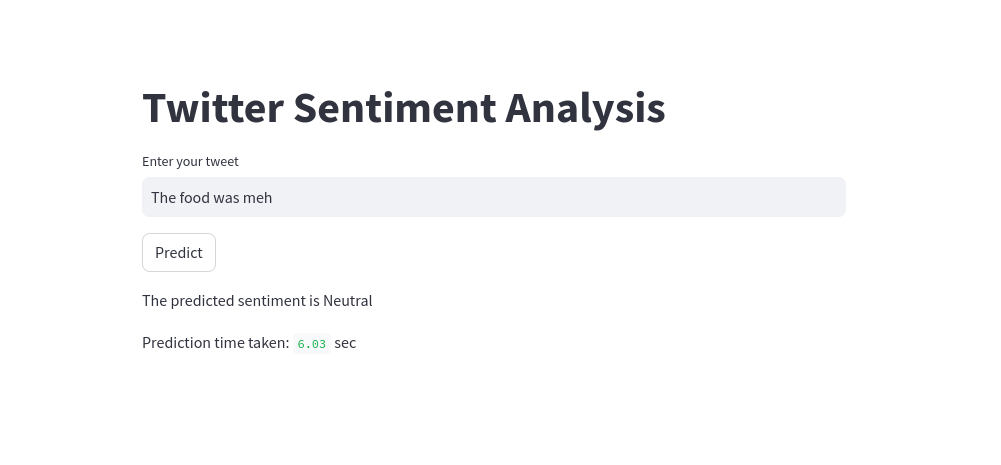 Twitter Sentiment Analysis
Enter your tweet
The food was meh
Predict
The predicted sentiment is Neutral
Prediction time taken: 6.03 sec